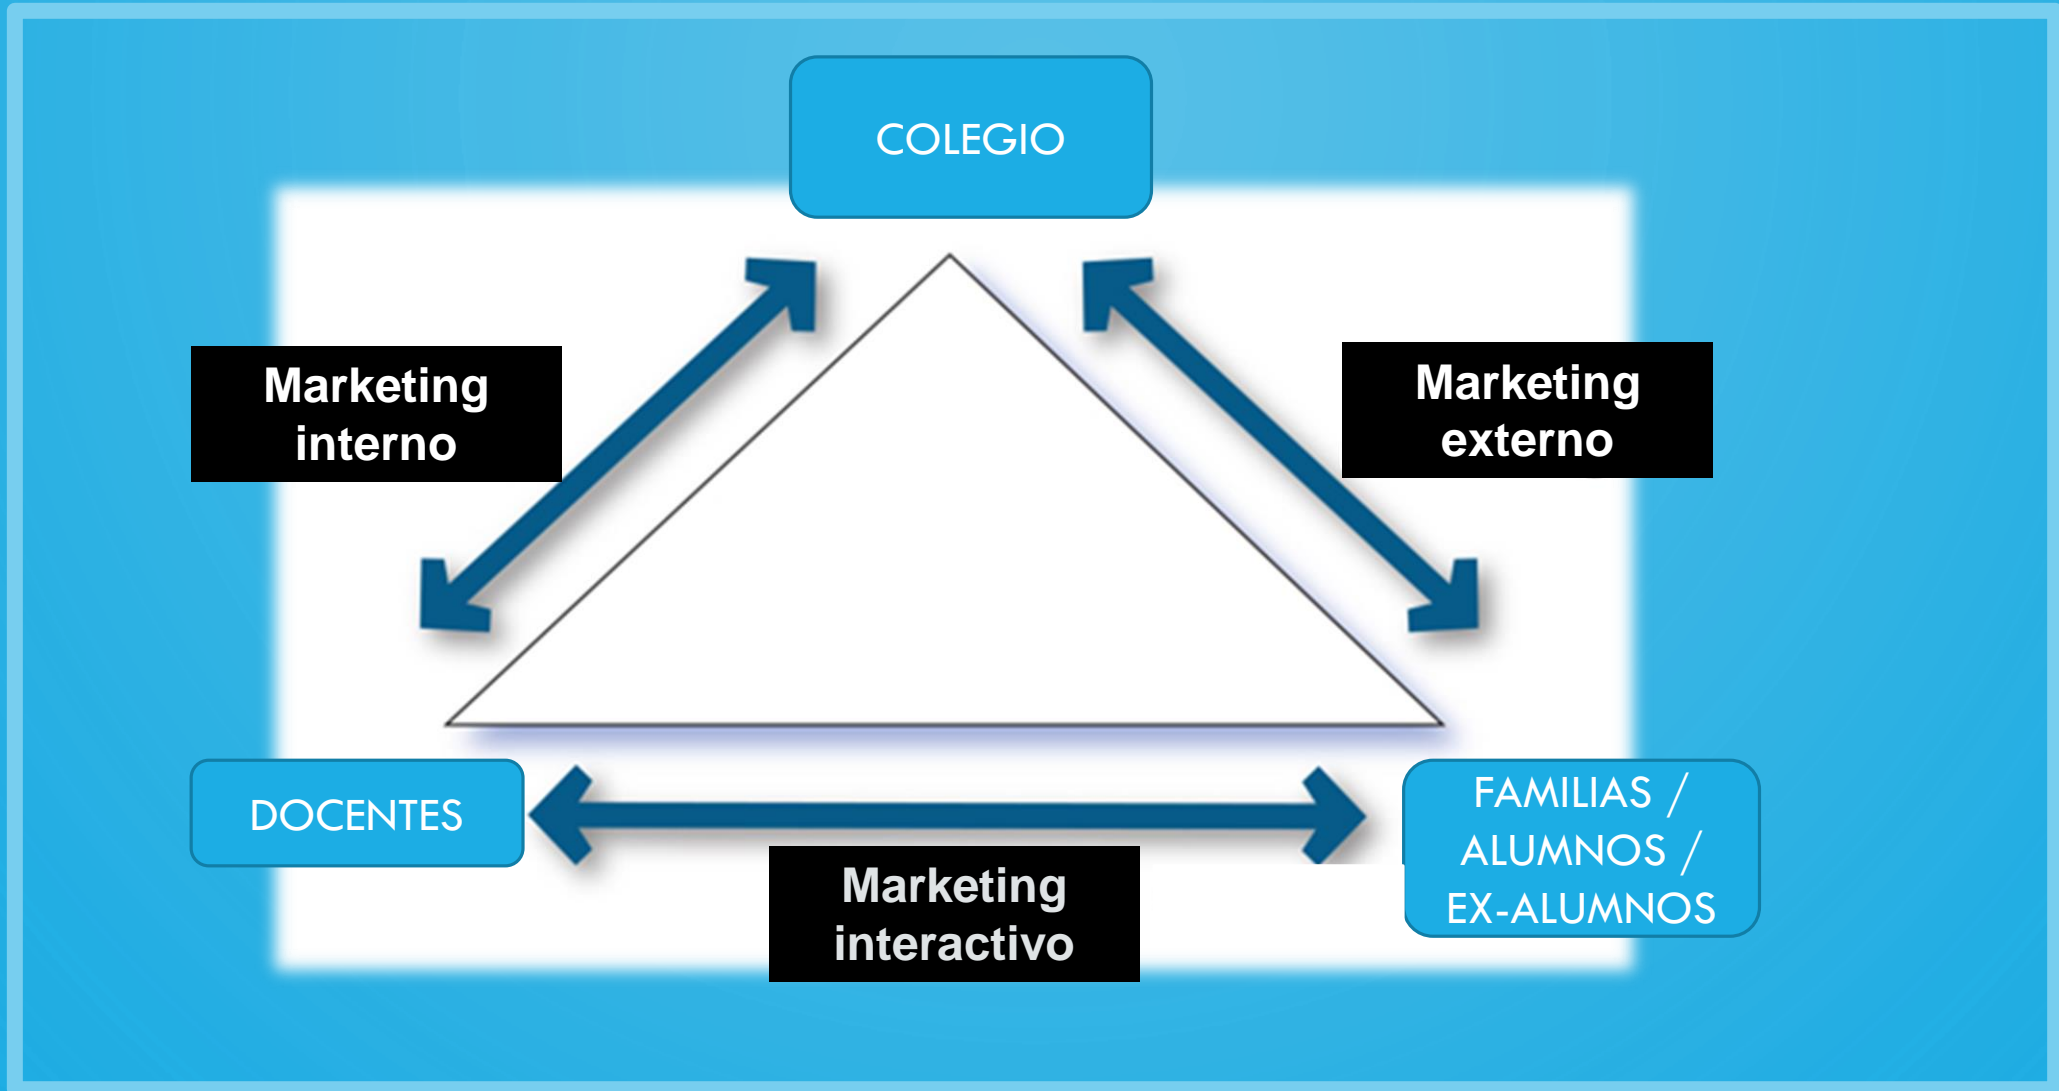 COLEGIO
Marketing
interno
Marketing
externo
DOCENTES
FAMILIAS /
ALUMNOS /
EX-ALUMNOS
Marketing
interactivo